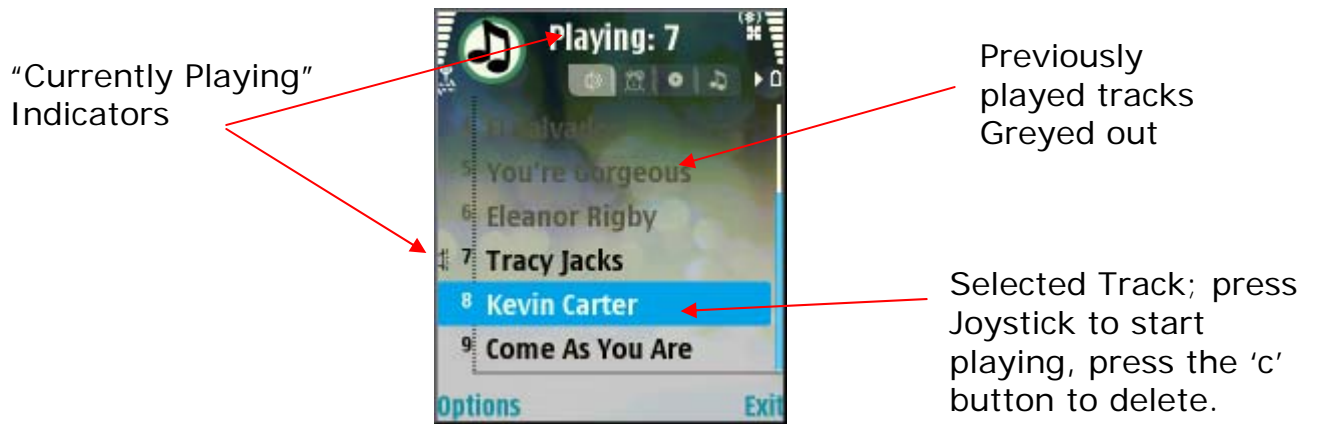 “Currently Playing”
Indicators
Playing: 7
5 You're Gorgeous
6 Eleanor Rigby
7 Tracy Jacks
8 Kevin Carter
9 Come As You Are
Options Exit
Previously
played tracks
Greyed out
Selected Track; press
Joystick to start
playing, press the ‘c’
button to delete.